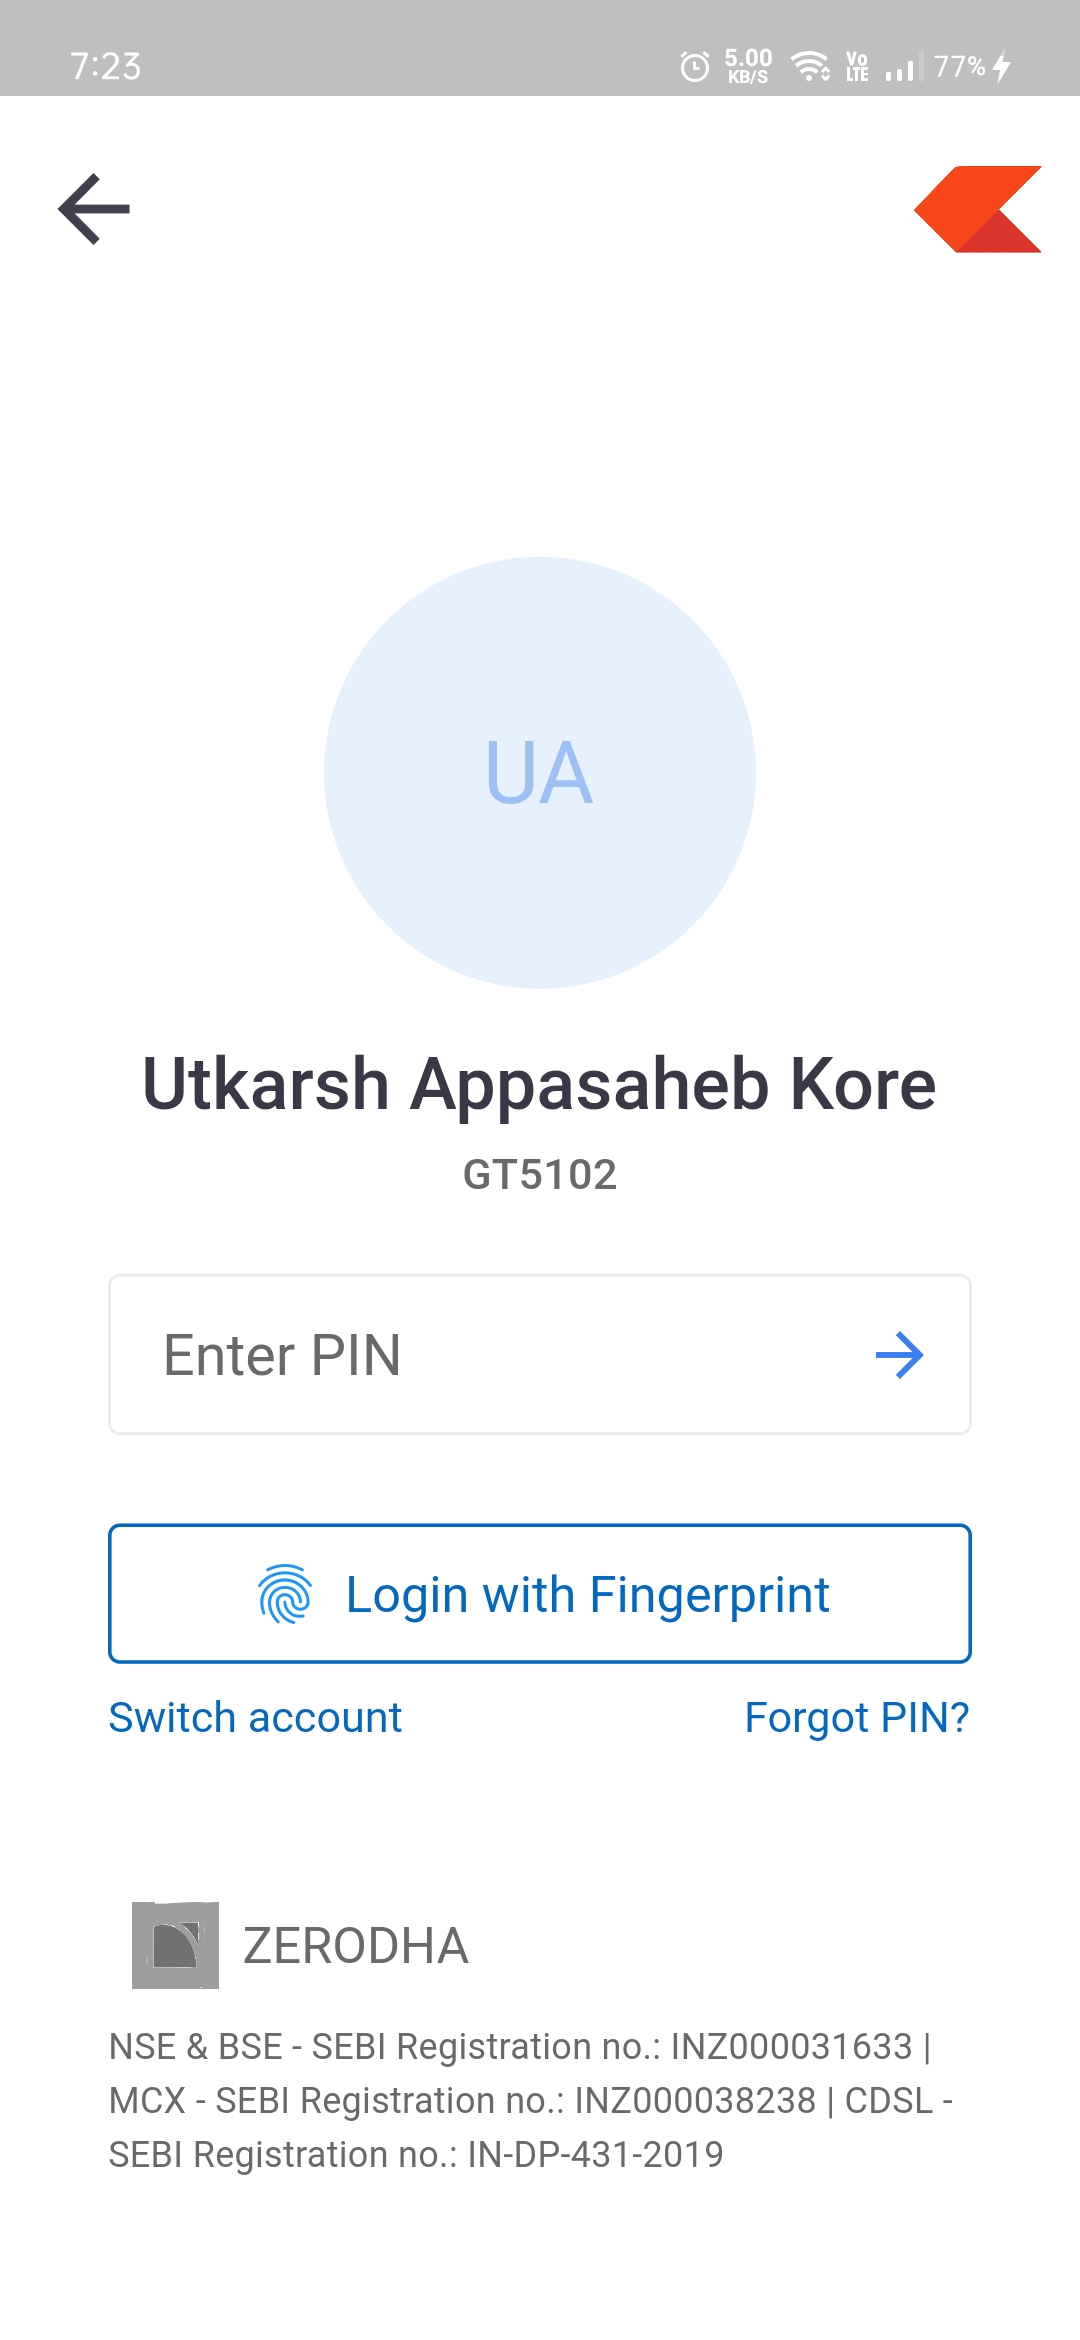 7:23
5.00
KB/S
Vo
LTE
77%
UA
Utkarsh Appasaheb Kore
GT5102
Enter PIN
Login with Fingerprint
Switch account
Forgot PIN?
ZERODHA
NSE & BSE - SEBI Registration no.: INZ000031633 |
MCX - SEBI Registration no.: INZ000038238 | CDSL -
SEBI Registration no.: IN-DP-431-2019